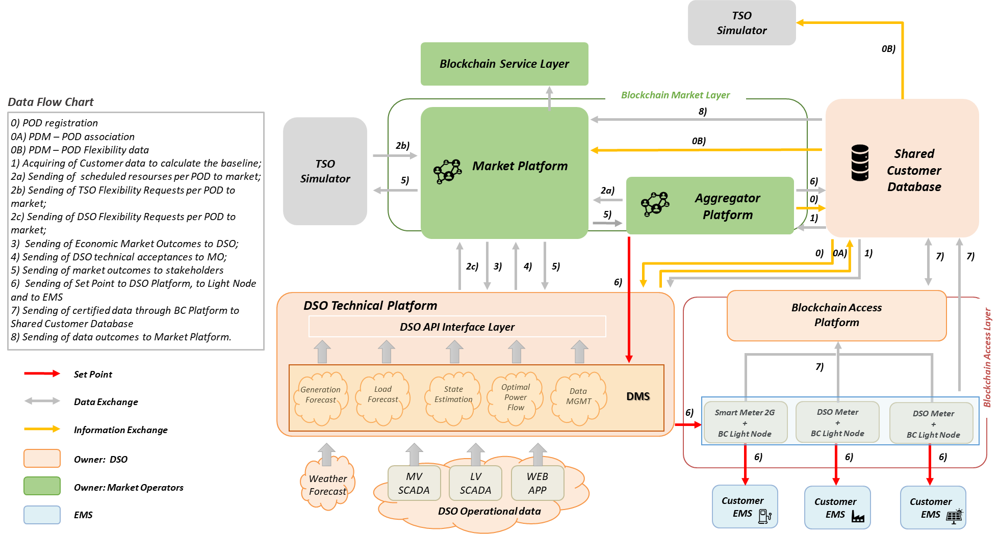 TSO
Simulator
0B)
Blockchain Service Layer
Blockchain Market Layer
Data Flow Chart
0) POD registration
0A) PDM – POD association
0B) PDM – POD Flexibility data
1) Acquiring of Customer data to calculate the baseline;
2a) Sending of scheduled resourses per POD to market;
2b) Sending of TSO Flexibility Requests per POD to
market;
2c) Sending of DSO Flexibility Requests per POD to
market;
3) Sending of Economic Market Outcomes to DSO;
4) Sending of DSO technical acceptances to MO;
5) Sending of market outcomes to stakeholders
6) Sending of Set Point to DSO Platform, to Light Node
and to EMS
7) Sending of certified data through BC Platform to
Shared Customer Database
8) Sending of data outcomes to Market Platform.
Set Point
Data Exchange
Information Exchange
Owner: DSO
Owner: Market Operators
EMS
TSO
Simulator
2b)
5)
Market Platform
8)
0B)
2a)
5)
Aggregator
Platform
6)
0)
1)
Shared
Customer
Database
2c)
3)
4)
5)
6)
0)
0A)
1)
7)
7)
DSO Technical Platform
DSO API Interface Layer
Generation
Forecast
Load
Forecast
State
Estimation
Optimal
Power
Flow
Data
MGMT
DMS
Blockchain Access
Platform
Blockchain Access Layer
7)
6)
Smart Meter 2G
+
BC Light Node
DSO Meter
+
BC Light Node
DSO Meter
+
BC Light Node
6)
6)
6)
Weather
Forecast
MV
SCADA
LV
SCADA
WEB
APP
DSO Operational data
Customer
EMS
Customer
EMS
Customer
EMS